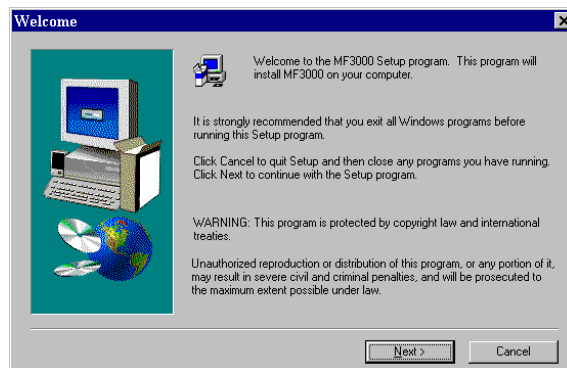 Welcome
Welcome to the MF3000 Setup program. This program will
install MF3000 on your computer.
It is strongly recommended that you exit all Windows programs before
running this Setup program.
Click Cancel to quit Setup and then close any programs you have running.
Click Next to continue with the Setup program.
WARNING: This program is protected by copyright law and international
treaties.
Unauthorized reproduction or distribution of this program, or any portion of it,
may result in severe civil and criminal penalties, and will be prosecuted to
the maximum extent possible under law.
Next > Cancel